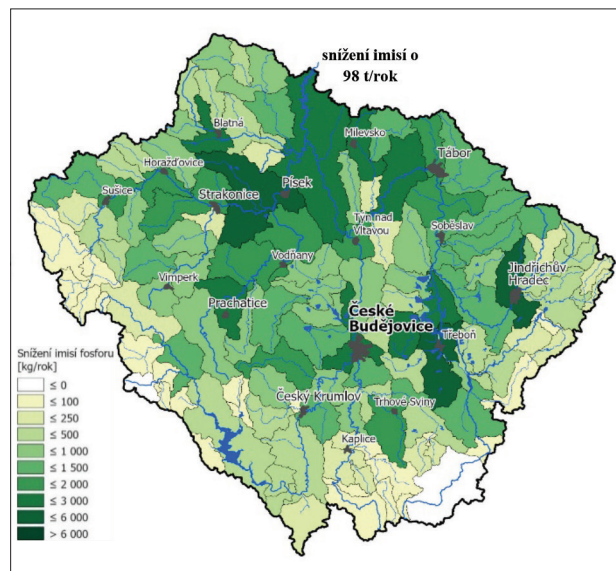 snížení imisí o
98 t/rok
Blatná
Milevsko
Tábor
Horažďovice
Sušice
Strakonice
Písek
Týn nad
Vltavou
Soběslav
Vodňany
Jindřichův
Hradec
Vimperk
Prachatice
České
Budějovice
Třeboň
Český Krumlov
Trhové Sviny
Kaplice
Snížení imisí fosforu
[kg/rok]
≤ 0
≤ 100
≤ 250
≤ 500
≤ 1 000
≤ 1 500
≤ 2 000
≤ 3 000
≤ 6 000
> 6 000